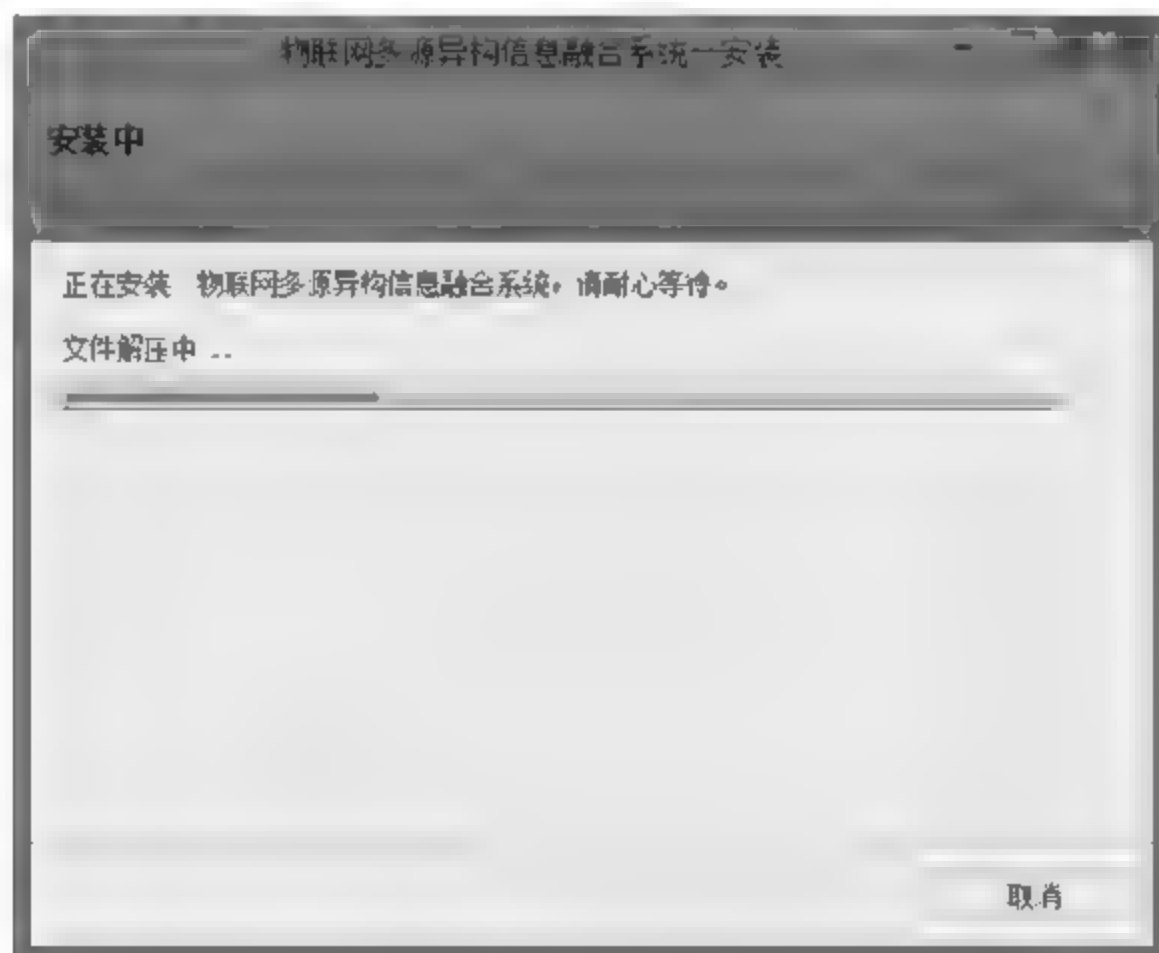 物联网多源异构信息融合系统－安装
安装中
正在安装 物联网多源异构信息融合系统，请耐心等待。
文件解压中 ...
取消